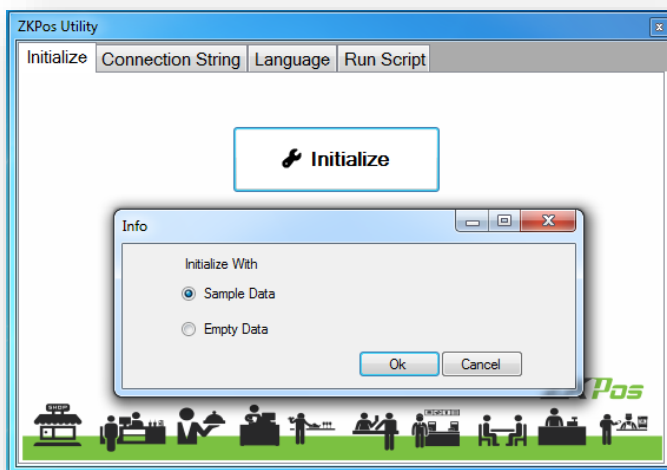 ZKPos Utility
x
Initialize Connection String Language Run Script
Initialize
Info
Initialize With
Sample Data
Empty Data
Ok Cancel
ZKPos
SHOP